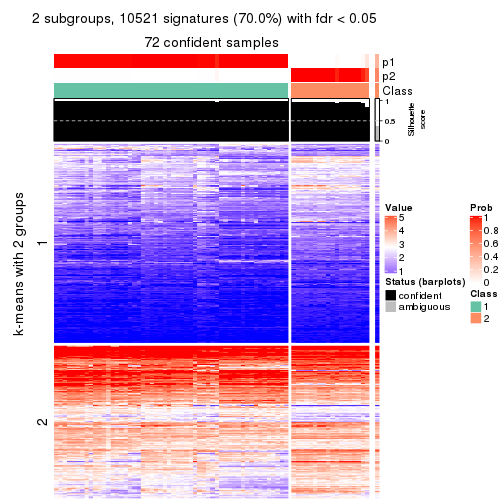 2 subgroups, 10521 signatures (70.0%) with fdr < 0.05
72 confident samples
p1
p2
Class
1
0.5
0
Silhouette
score
k-means with 2 groups
1
2
Value
5
4
3
2
1
Status (barplots)
confident
ambiguous
Prob
1
0.8
0.6
0.4
0.2
0
Class
1
2